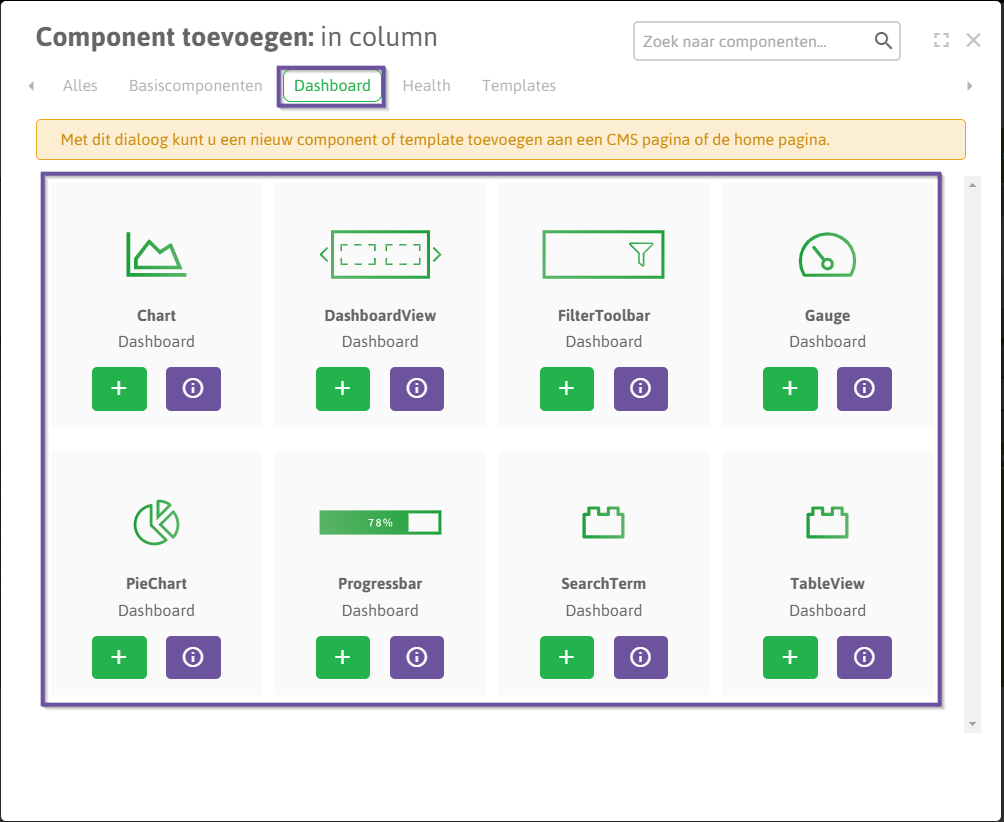 Component toevoegen: in column
Zoek naar componenten...
Alles Basiscomponenten Dashboard Health Templates
Met dit dialoog kunt u een nieuw component of template toevoegen aan een CMS pagina of de home pagina.
Chart DashboardView FilterToolbar Gauge
Dashboard Dashboard Dashboard Dashboard
78%
PieChart Progressbar SearchTerm TableView
Dashboard Dashboard Dashboard Dashboard